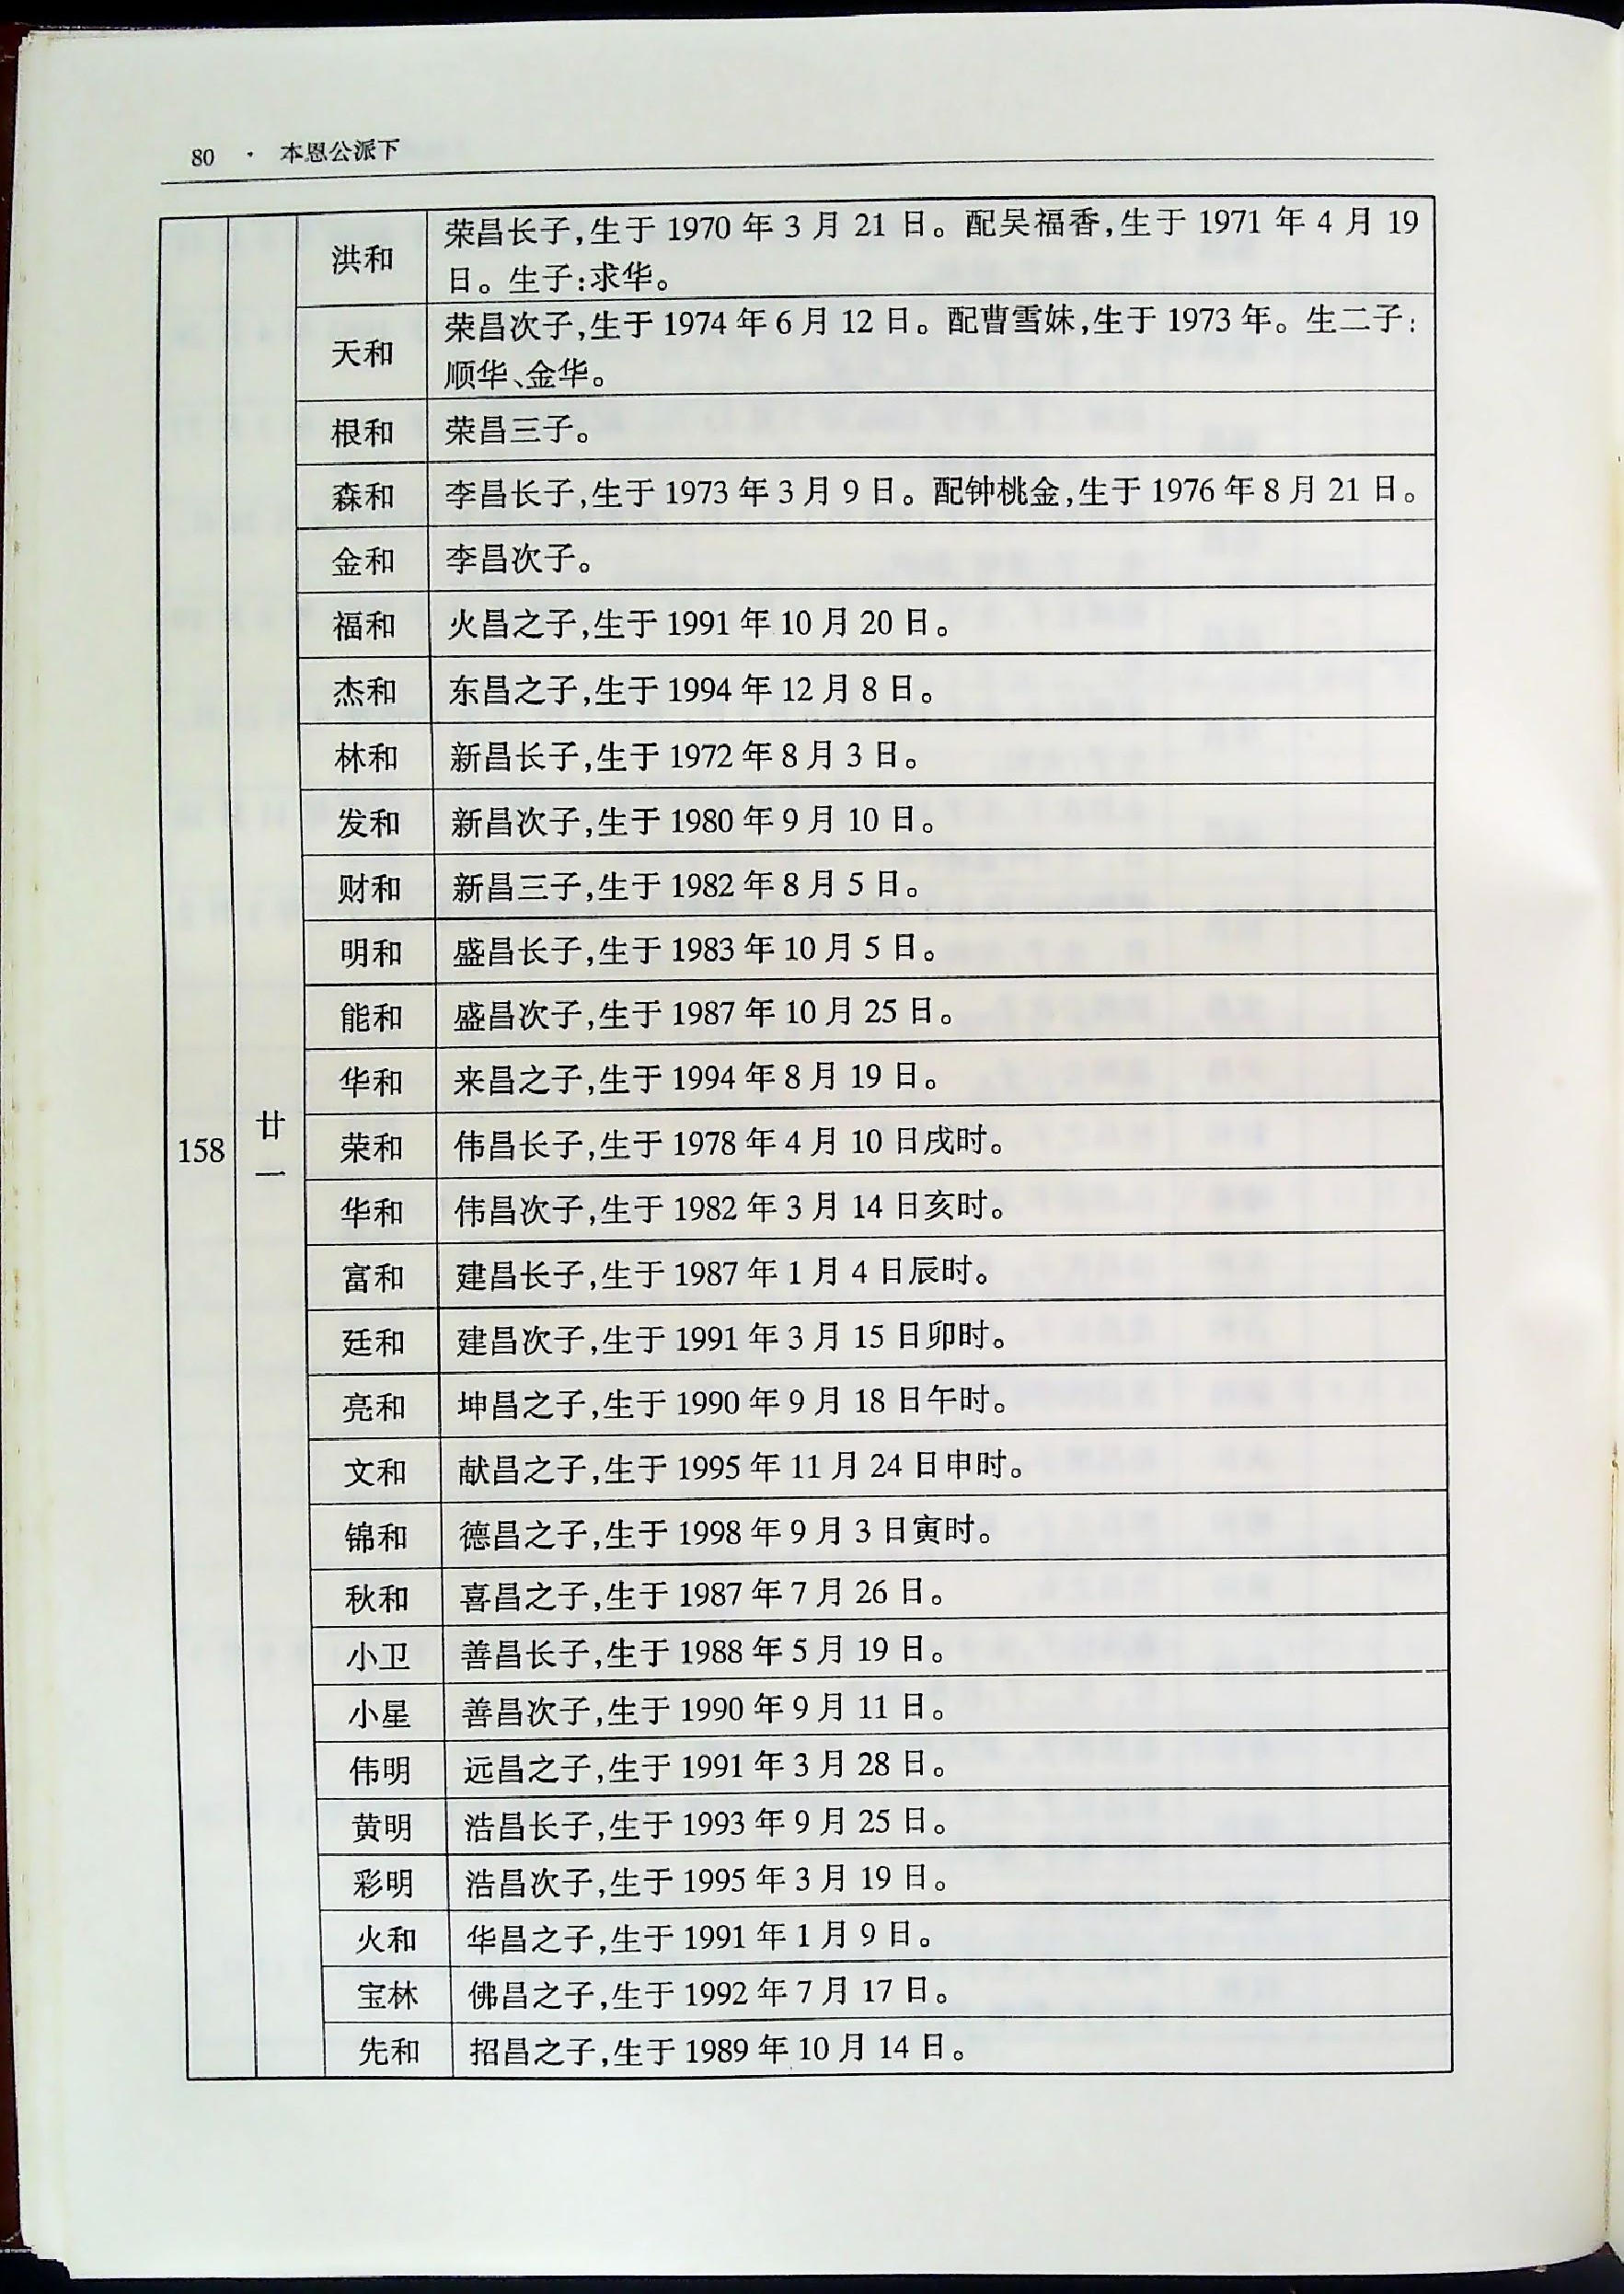 80 · 本恩公派下
158
廿一
洪和 荣昌长子,生于 1970 年 3 月 21 日。配吴福香,生于 1971 年 4 月 19
日。生子:求华。
天和 荣昌次子,生于 1974 年 6 月 12 日。配曹雪妹,生于 1973 年。生二子:
顺华、金华。
根和 荣昌三子。
森和 李昌长子,生于 1973 年 3 月 9 日。配钟桃金,生于 1976 年 8 月 21 日。
金和 李昌次子。
福和 火昌之子,生于 1991 年 10 月 20 日。
杰和 东昌之子,生于 1994 年 12 月 8 日。
林和 新昌长子,生于 1972 年 8 月 3 日。
发和 新昌次子,生于 1980 年 9 月 10 日。
财和 新昌三子,生于 1982 年 8 月 5 日。
明和 盛昌长子,生于 1983 年 10 月 5 日。
能和 盛昌次子,生于 1987 年 10 月 25 日。
华和 来昌之子,生于 1994 年 8 月 19 日。
荣和 伟昌长子,生于 1978 年 4 月 10 日戌时。
华和 伟昌次子,生于 1982 年 3 月 14 日亥时。
富和 建昌长子,生于 1987 年 1 月 4 日辰时。
廷和 建昌次子,生于 1991 年 3 月 15 日卯时。
亮和 坤昌之子,生于 1990 年 9 月 18 日午时。
文和 献昌之子,生于 1995 年 11 月 24 日申时。
锦和 德昌之子,生于 1998 年 9 月 3 日寅时。
秋和 喜昌之子,生于 1987 年 7 月 26 日。
小卫 善昌长子,生于 1988 年 5 月 19 日。
小星 善昌次子,生于 1990 年 9 月 11 日。
伟明 远昌之子,生于 1991 年 3 月 28 日。
黄明 浩昌长子,生于 1993 年 9 月 25 日。
彩明 浩昌次子,生于 1995 年 3 月 19 日。
火和 华昌之子,生于 1991 年 1 月 9 日。
宝林 佛昌之子,生于 1992 年 7 月 17 日。
先和 招昌之子,生于 1989 年 10 月 14 日。